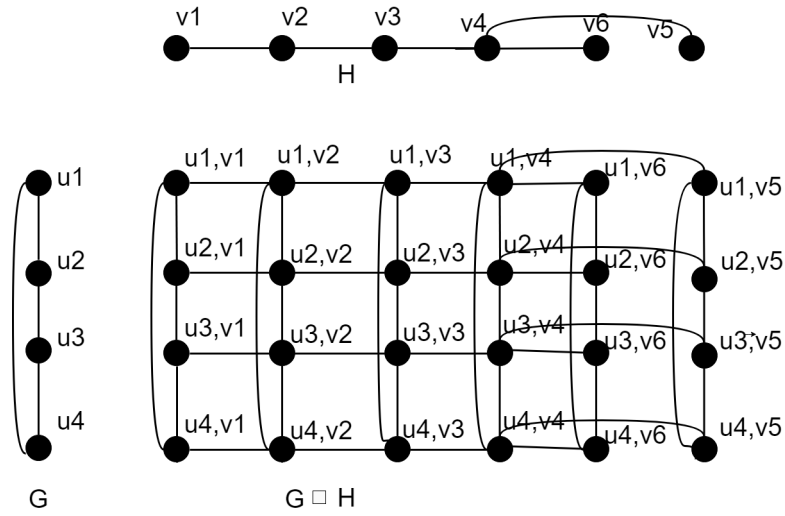 v1 v2 v3 v4 v6 v5
H
u1,v1 u1,v2 u1,v3 u1,v4 u1,v6 u1,v5
u1
u2,v1 u2,v2 u2,v3 u2,v4 u2,v6 u2,v5
u2
u3,v1 u3,v2 u3,v3 u3,v4 u3,v6 u3,v5
u3
u4,v1 u4,v2 u4,v3 u4,v4 u4,v6 u4,v5
u4
G G □ H